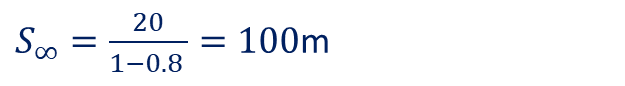 S∞ = 20/(1−0.8) = 100m